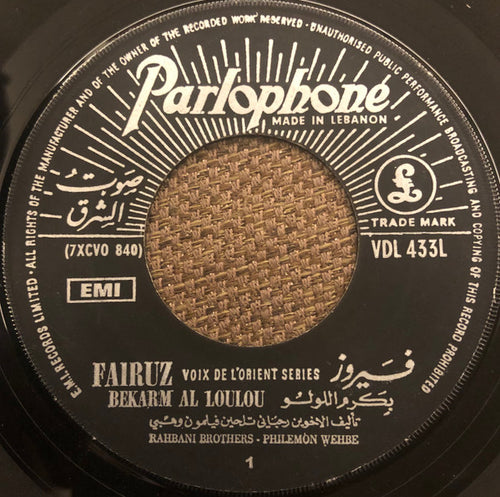 ALL RIGHTS OF THE MANUFACTURER AND OF THE OWNER OF THE RECORDED WORK RESERVED - UNAUTHORISED PUBLIC PERFORMANCE BROADCASTING AND COPYING OF THIS RECORD PROHIBITED
E.M.I. RECORDS LIMITED -
Parlophone
MADE IN LEBANON
صوت
الشرق
£
TRADE MARK
(7XCVO 840)
VDL 433L
EMI
FAIRUZ VOIX DE L'ORIENT SERIES فيروز
BEKARM AL LOULOU بكرم اللولو
تأليف الاخوين رحباني تلحين فيلمون وهبي
RAHBANI BROTHERS - PHILEMON WEHBE
1